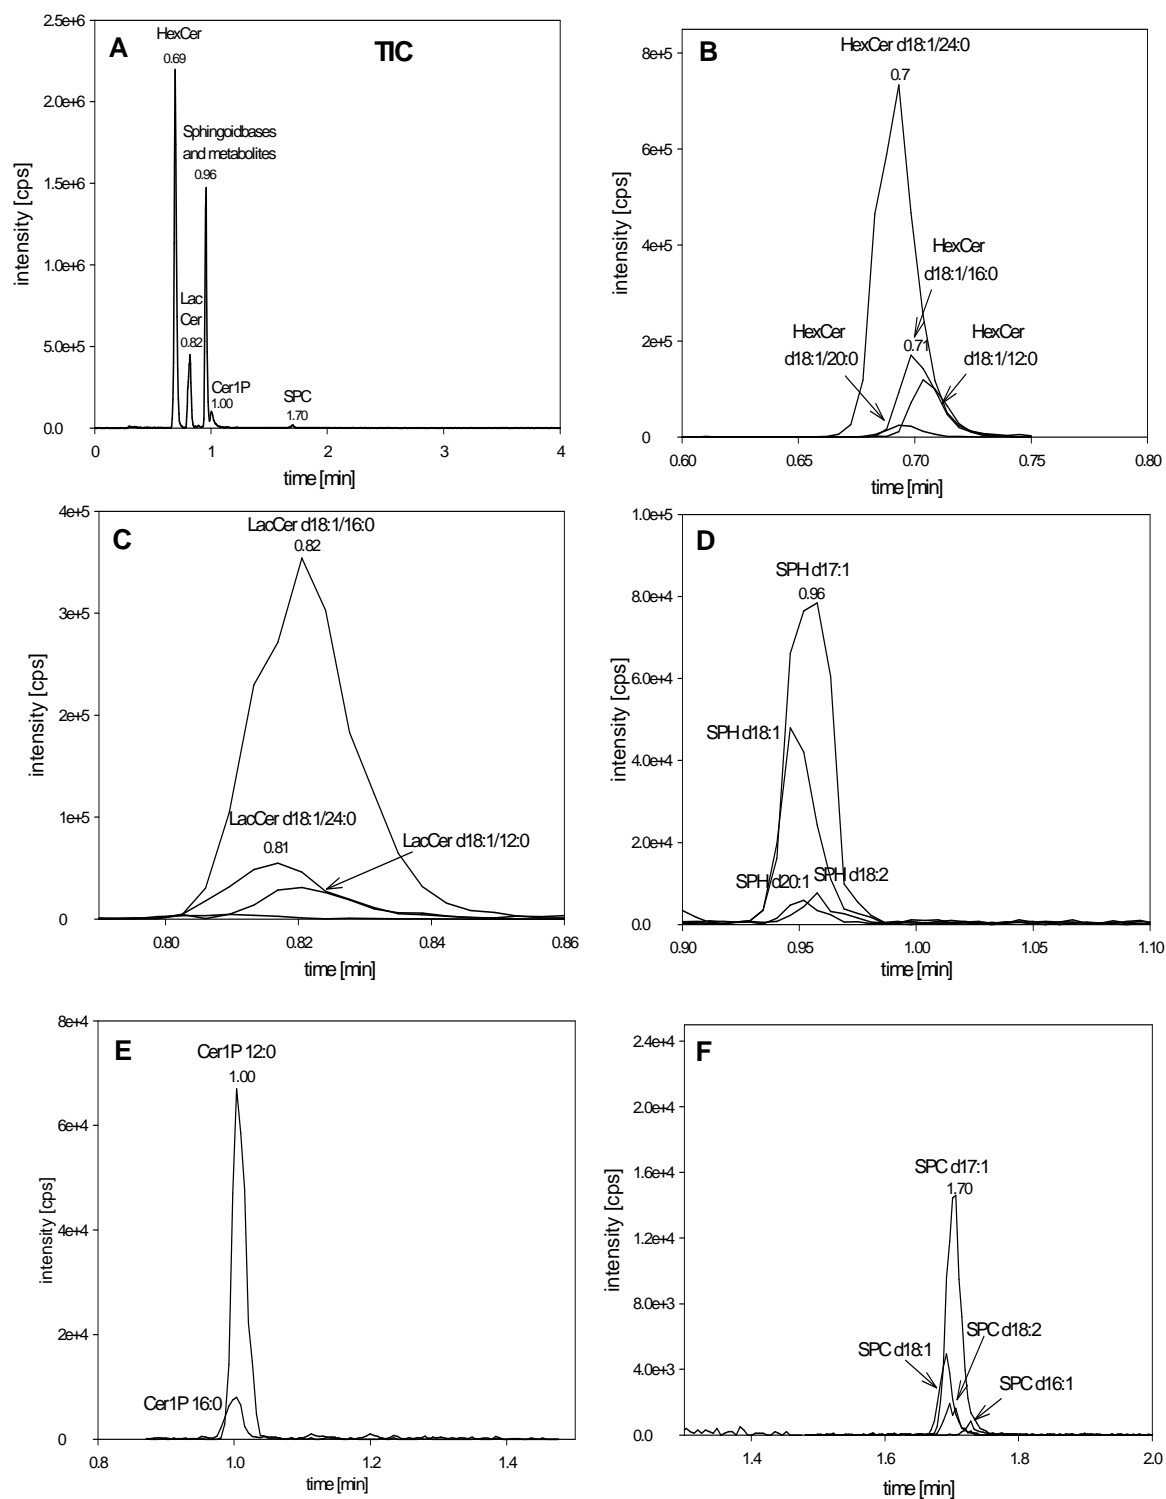 A
TIC
HexCer
0.69
Sphingoidbases
and metabolites
0.96
Lac
Cer
0.82
Cer1P
1.00
SPC
1.70
2.5e+6
2.0e+6
1.5e+6
1.0e+6
5.0e+5
0.0
0
1
2
3
4
intensity [cps]
time [min]
B
HexCer d18:1/24:0
0.7
HexCer
d18:1/16:0
0.71
HexCer
d18:1/20:0
HexCer
d18:1/12:0
8e+5
6e+5
4e+5
2e+5
0
0.60
0.65
0.70
0.75
0.80
intensity [cps]
time [min]
C
LacCer d18:1/16:0
0.82
LacCer d18:1/24:0
0.81
LacCer d18:1/12:0
4e+5
3e+5
2e+5
1e+5
0
0.80
0.82
0.84
0.86
intensity [cps]
time [min]
D
SPH d17:1
0.96
SPH d18:1
SPH d20:1
SPH d18:2
1.0e+5
8.0e+4
6.0e+4
4.0e+4
2.0e+4
0.0
0.90
0.95
1.00
1.05
1.10
intensity [cps]
time [min]
E
Cer1P 12:0
1.00
Cer1P 16:0
8e+4
6e+4
4e+4
2e+4
0
0.8
1.0
1.2
1.4
intensity [cps]
time [min]
F
SPC d17:1
1.70
SPC d18:1
SPC d18:2
SPC d16:1
2.4e+4
2.0e+4
1.6e+4
1.2e+4
8.0e+3
4.0e+3
0.0
1.4
1.6
1.8
2.0
intensity [cps]
time [min]